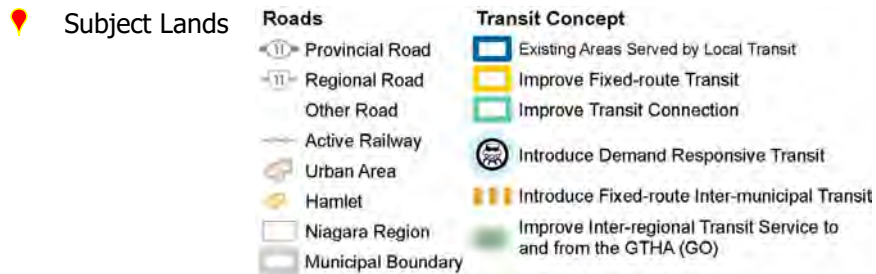 Subject Lands
Roads
11 Provincial Road
11 Regional Road
Other Road
Active Railway
Urban Area
Hamlet
Niagara Region
Municipal Boundary
Transit Concept
Existing Areas Served by Local Transit
Improve Fixed-route Transit
Improve Transit Connection
Introduce Demand Responsive Transit
Introduce Fixed-route Inter-municipal Transit
Improve Inter-regional Transit Service to
and from the GTHA (GO)